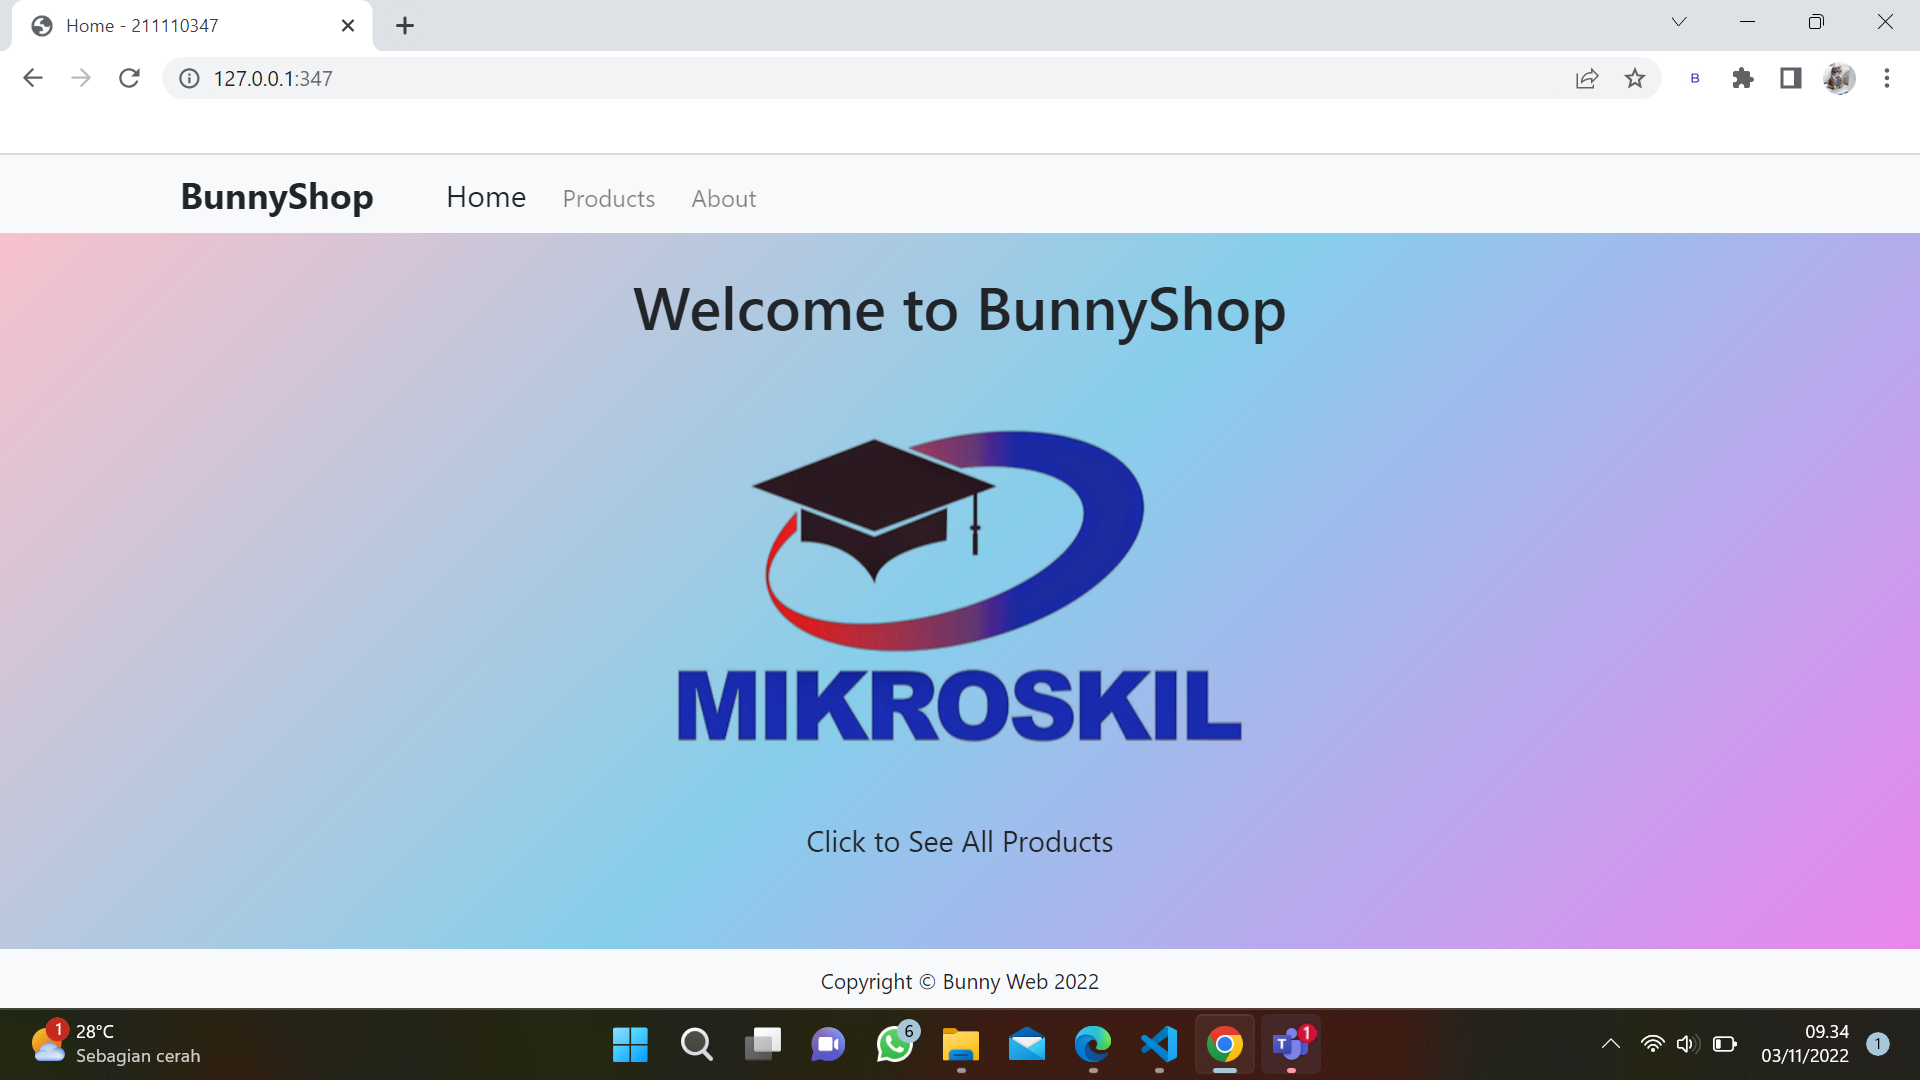 Home - 211110347
127.0.0.1:347
B
BunnyShop Home Products About
Welcome to BunnyShop
MIKROSKIL
Click to See All Products
Copyright © Bunny Web 2022
1
28°C
Sebagian cerah
6
T
1
09.34
03/11/2022
1